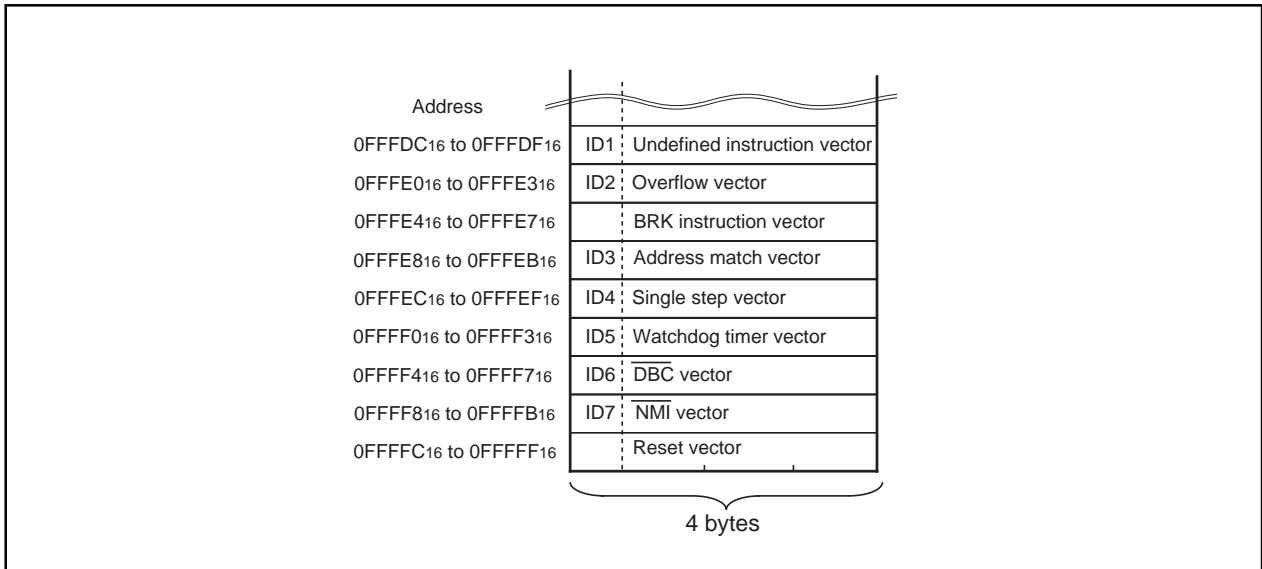 Address
0FFFDC16 to 0FFFDF16 ID1 Undefined instruction vector
0FFFE016 to 0FFFE316 ID2 Overflow vector
0FFFE416 to 0FFFE716 BRK instruction vector
0FFFE816 to 0FFFEB16 ID3 Address match vector
0FFFEC16 to 0FFFEF16 ID4 Single step vector
0FFFF016 to 0FFFF316 ID5 Watchdog timer vector
0FFFF416 to 0FFFF716 ID6 D̅B̅C̅ vector
0FFFF816 to 0FFFFB16 ID7 N̅M̅I̅ vector
0FFFFC16 to 0FFFFF16 Reset vector
4 bytes